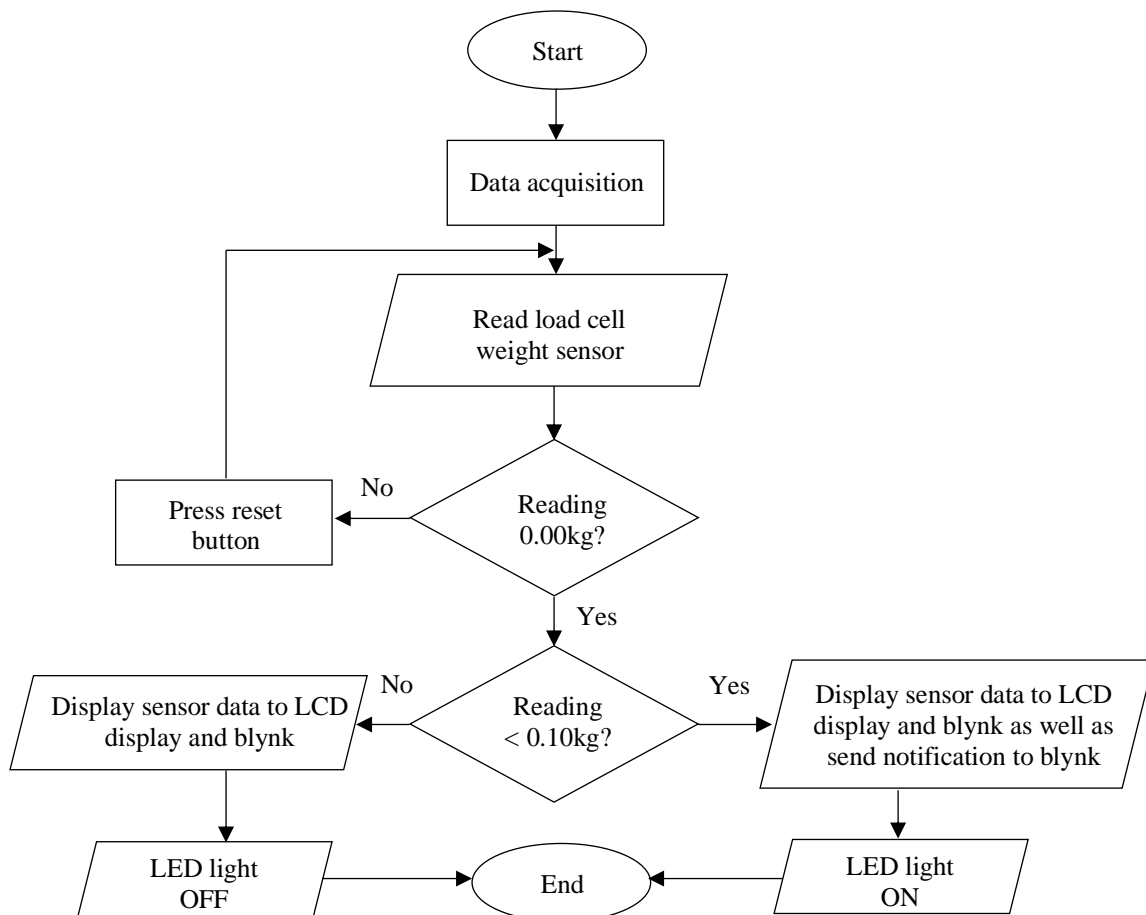 Start
Data acquisition
Read load cell
weight sensor
No
Press reset
button
Reading
0.00kg?
Yes
No
Display sensor data to LCD
display and blynk
Reading
< 0.10kg?
Yes
Display sensor data to LCD
display and blynk as well as
send notification to blynk
LED light
OFF
End
LED light
ON